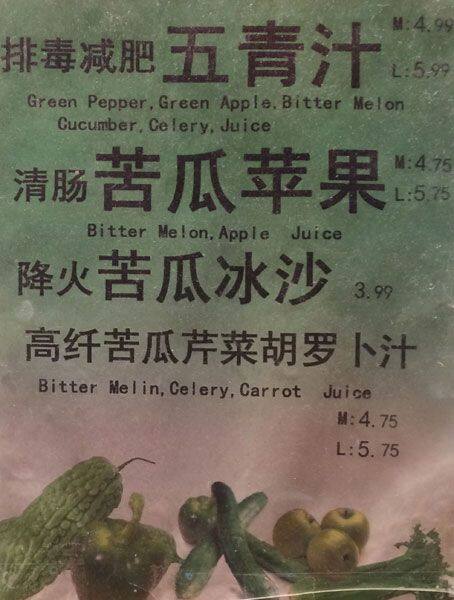 排毒减肥 五青汁 M:4.99
L:5.99
Green Pepper,Green Apple,Bitter Melon
Cucumber,Celery,Juice
清肠 苦瓜苹果 M:4.75
L:5.75
Bitter Melon,Apple Juice
降火 苦瓜冰沙 3.99
高纤苦瓜芹菜胡罗卜汁
Bitter Melin,Celery,Carrot Juice
M:4.75
L:5.75